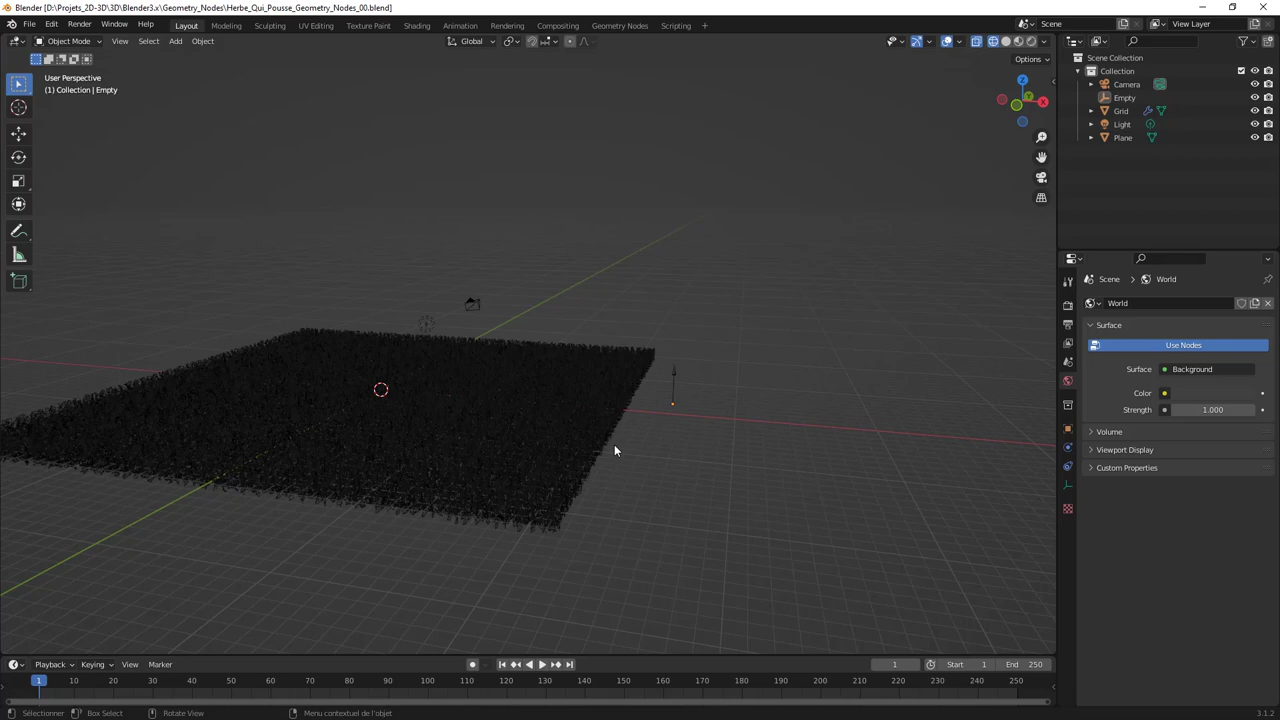 Blender [D:\Projets_2D-3D\3D\Blender3.x\Geometry_Nodes\Herbe_Qui_Pousse_Geometry_Nodes_00.blend]
File Edit Render Window Help Layout Modeling Sculpting UV Editing Texture Paint Shading Animation Rendering Compositing Geometry Nodes Scripting + Scene View Layer
Object Mode View Select Add Object Global
Options
User Perspective
(1) Collection | Empty
Z
Y
X
Scene Collection
Collection
Camera
Empty
Grid
Light
Plane
Scene World
World
Surface
Use Nodes
Surface Background
Color
Strength 1.000
Volume
Viewport Display
Custom Properties
Playback Keying View Marker 1 Start 1 End 250
1 10 20 30 40 50 60 70 80 90 100 110 120 130 140 150 160 170 180 190 200 210 220 230 240 250
Sélectionner Box Select Rotate View Menu contextuel de l'objet 3.1.2